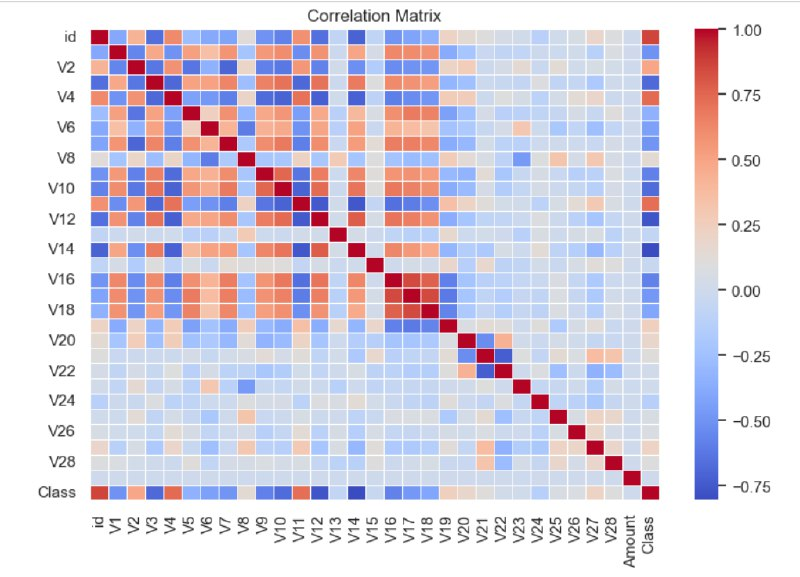 Correlation Matrix
id
V2
V4
V6
V8
V10
V12
V14
V16
V18
V20
V22
V24
V26
V28
Class
id
V1
V2
V3
V4
V5
V6
V7
V8
V9
V10
V11
V12
V13
V14
V15
V16
V17
V18
V19
V20
V21
V22
V23
V24
V25
V26
V27
V28
Amount
Class
1.00
0.75
0.50
0.25
0.00
−0.25
−0.50
−0.75